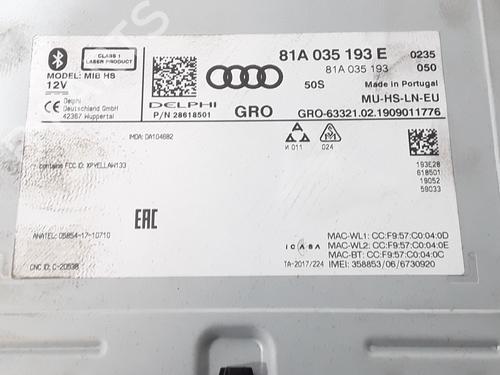 CLASS 1
LASER PRODUCT
MODEL: MIB HS
12V
Delphi
Deutschland GmbH
42367 Wuppertal
DELPHI
P/N 28618501
81A 035 193 E 0235
81A 035 193 050
50S Made in Portugal
MU-HS-LN-EU
GRO GRO-63321.02.1909011776
IMDA: DA104682
contains FCC ID: XPYELLAW133
И 011
024
193E28
618501
19052
59033
EAC
ANATEL: 05854-17-10710
CNC ID: C-20538
ICASA
TA-2017/224
MAC-WL1: CC:F9:57:C0:04:0D
MAC-WL2: CC:F9:57:C0:04:0E
MAC-BT: CC:F9:57:C0:04:0C
IMEI: 358853/06/6730920